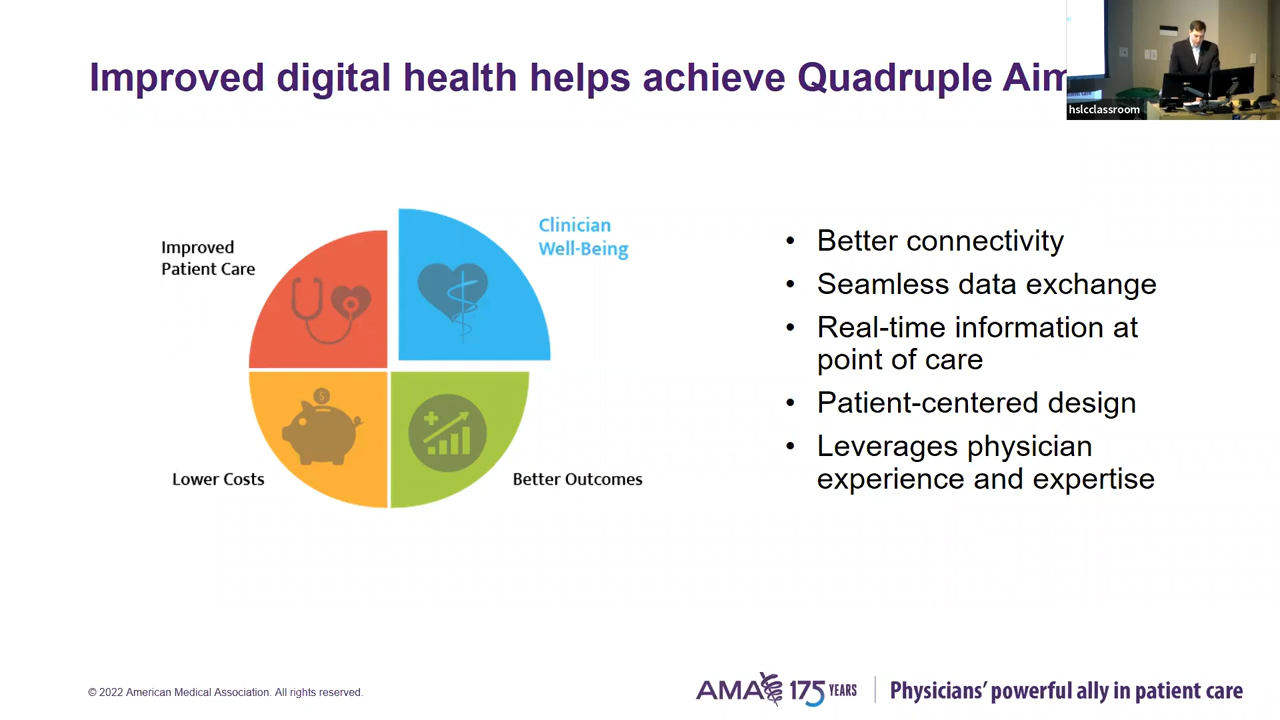 Improved digital health helps achieve Quadruple Aim
hslcclassroom
Improved
Patient Care
Clinician
Well-Being
Lower Costs
$
Better Outcomes
• Better connectivity
• Seamless data exchange
• Real-time information at
point of care
• Patient-centered design
• Leverages physician
experience and expertise
© 2022 American Medical Association. All rights reserved.
AMA 175 YEARS
Physicians’ powerful ally in patient care